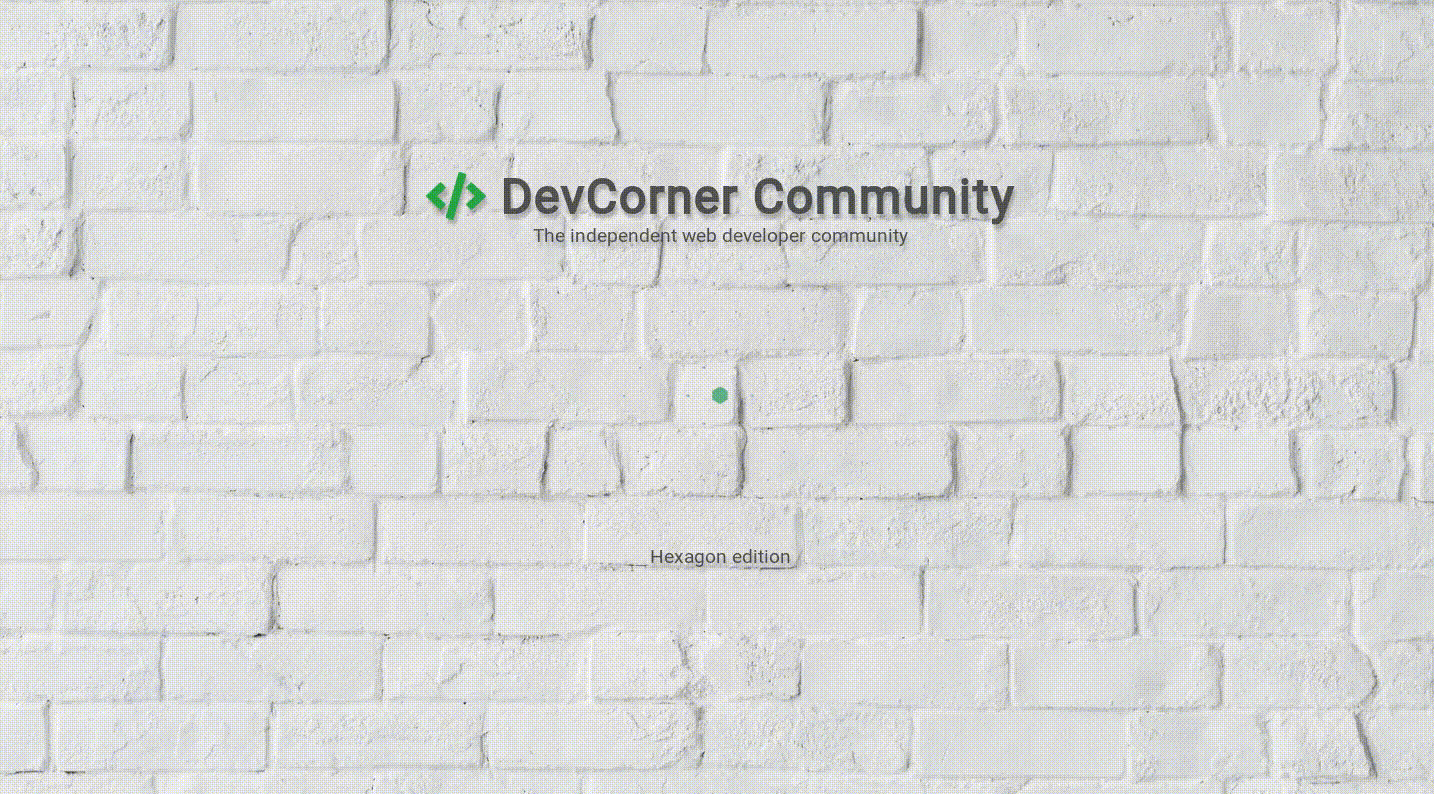 </> DevCorner Community
The independent web developer community
Hexagon edition